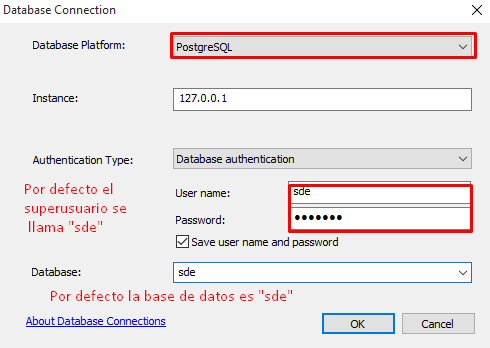 Database Connection
Database Platform:
PostgreSQL
Instance:
127.0.0.1
Authentication Type:
Database authentication
Por defecto el
superusuario se
llama "sde"
User name:
sde
Password:
•••••••
Save user name and password
Database:
sde
Por defecto la base de datos es "sde"
About Database Connections
OK
Cancel